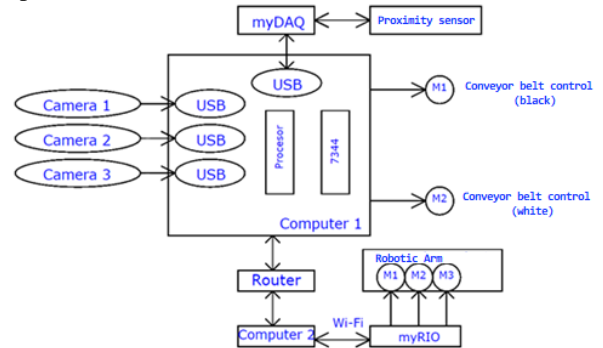 myDAQ
Proximity sensor
USB
Camera 1
USB
M1
Conveyor belt control
(black)
Camera 2
USB
Procesor
7344
Camera 3
USB
M2
Conveyor belt control
(white)
Computer 1
Robotic Arm
Router
M1
M2
M3
Wi-Fi
Computer 2
myRIO